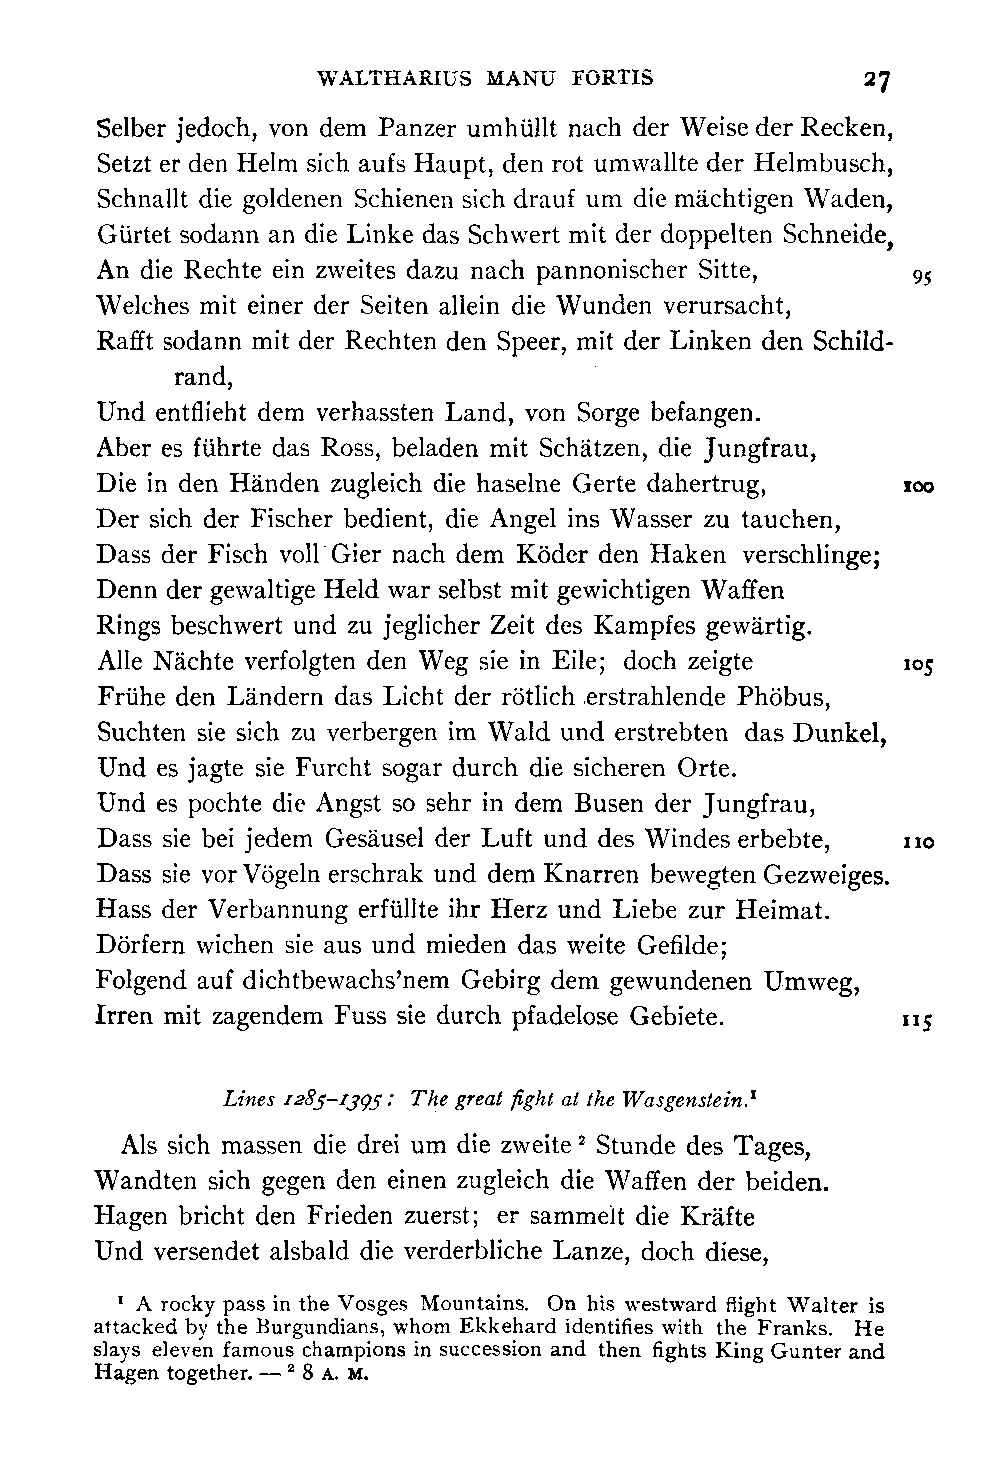 WALTHARIUS MANU FORTIS 27
Selber jedoch, von dem Panzer umhüllt nach der Weise der Recken,
Setzt er den Helm sich aufs Haupt, den rot umwallte der Helmbusch,
Schnallt die goldenen Schienen sich drauf um die mächtigen Waden,
Gürtet sodann an die Linke das Schwert mit der doppelten Schneide,
An die Rechte ein zweites dazu nach pannonischer Sitte, 95
Welches mit einer der Seiten allein die Wunden verursacht,
Rafft sodann mit der Rechten den Speer, mit der Linken den Schild-
rand,
Und entflieht dem verhassten Land, von Sorge befangen.
Aber es führte das Ross, beladen mit Schätzen, die Jungfrau,
Die in den Händen zugleich die haselne Gerte dahertrug, 100
Der sich der Fischer bedient, die Angel ins Wasser zu tauchen,
Dass der Fisch voll Gier nach dem Köder den Haken verschlinge;
Denn der gewaltige Held war selbst mit gewichtigen Waffen
Rings beschwert und zu jeglicher Zeit des Kampfes gewärtig.
Alle Nächte verfolgten den Weg sie in Eile; doch zeigte 105
Frühe den Ländern das Licht der rötlich erstrahlende Phöbus,
Suchten sie sich zu verbergen im Wald und erstrebten das Dunkel,
Und es jagte sie Furcht sogar durch die sicheren Orte.
Und es pochte die Angst so sehr in dem Busen der Jungfrau,
Dass sie bei jedem Gesäusel der Luft und des Windes erbebte, 110
Dass sie vor Vögeln erschrak und dem Knarren bewegten Gezweiges.
Hass der Verbannung erfüllte ihr Herz und Liebe zur Heimat.
Dörfern wichen sie aus und mieden das weite Gefilde;
Folgend auf dichtbewachs'nem Gebirg dem gewundenen Umweg,
Irren mit zagendem Fuss sie durch pfadelose Gebiete. 115
Lines 1285–1395: The great fight at the Wasgenstein.¹
Als sich massen die drei um die zweite² Stunde des Tages,
Wandten sich gegen den einen zugleich die Waffen der beiden.
Hagen bricht den Frieden zuerst; er sammelt die Kräfte
Und versendet alsbald die verderbliche Lanze, doch diese,
¹ A rocky pass in the Vosges Mountains. On his westward flight Walter is
attacked by the Burgundians, whom Ekkehard identifies with the Franks. He
slays eleven famous champions in succession and then fights King Gunter and
Hagen together. — ² 8 A. M.